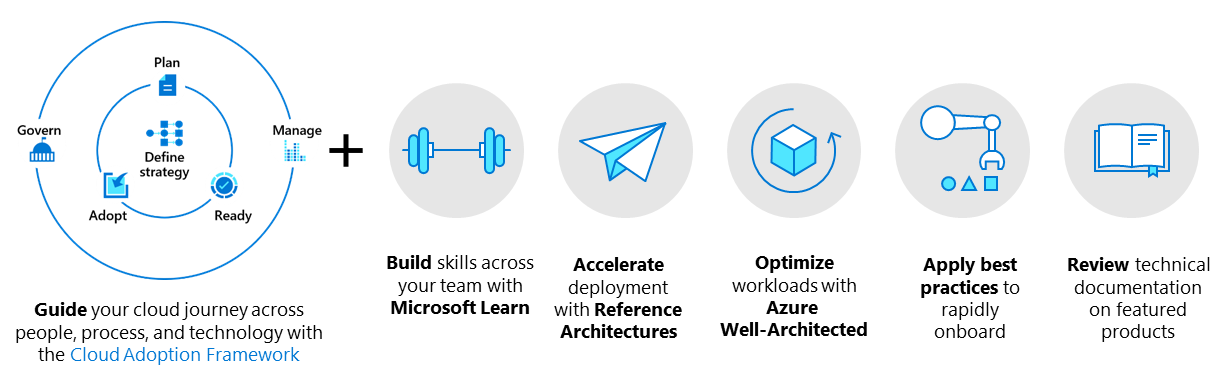 Plan
Govern
Manage
Define
strategy
Adopt
Ready
Guide your cloud journey across
people, process, and technology with
the Cloud Adoption Framework
Build skills across
your team with
Microsoft Learn
Accelerate
deployment
with Reference
Architectures
Optimize
workloads with
Azure
Well-Architected
Apply best
practices to
rapidly
onboard
Review technical
documentation
on featured
products